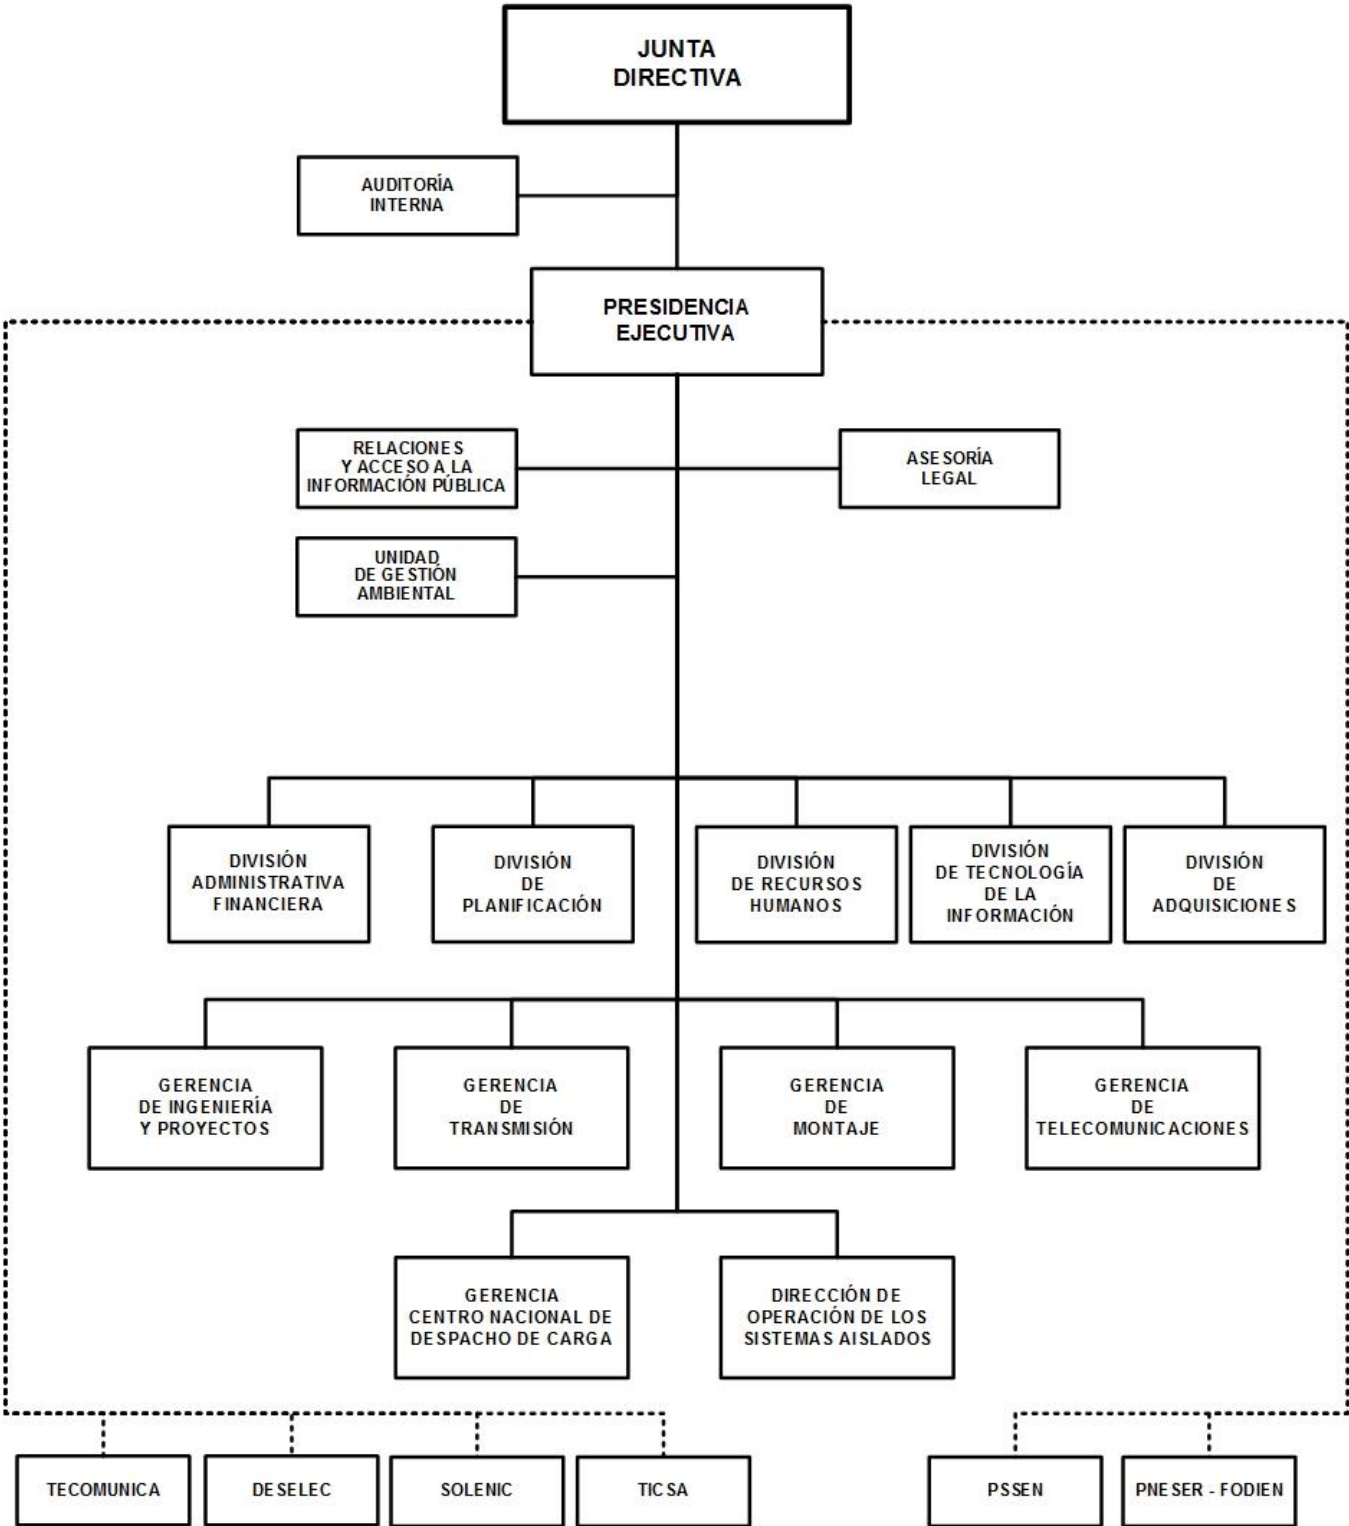 JUNTA
DIRECTIVA
AUDITORÍA
INTERNA
PRESIDENCIA
EJECUTIVA
RELACIONES
Y ACCESO A LA
INFORMACIÓN PÚBLICA
ASESORÍA
LEGAL
UNIDAD
DE GESTIÓN
AMBIENTAL
DIVISIÓN
ADMINISTRATIVA
FINANCIERA
DIVISIÓN
DE
PLANIFICACIÓN
DIVISIÓN
DE RECURSOS
HUMANOS
DIVISIÓN
DE TECNOLOGÍA
DE LA
INFORMACIÓN
DIVISIÓN
DE
ADQUISICIONES
GERENCIA
DE INGENIERÍA
Y PROYECTOS
GERENCIA
DE
TRANSMISIÓN
GERENCIA
DE
MONTAJE
GERENCIA
DE
TELECOMUNICACIONES
GERENCIA
CENTRO NACIONAL DE
DESPACHO DE CARGA
DIRECCIÓN DE
OPERACIÓN DE LOS
SISTEMAS AISLADOS
TECOMUNICA
DESELEC
SOLENIC
TICSA
PSSEN
PNESER - FODIEN